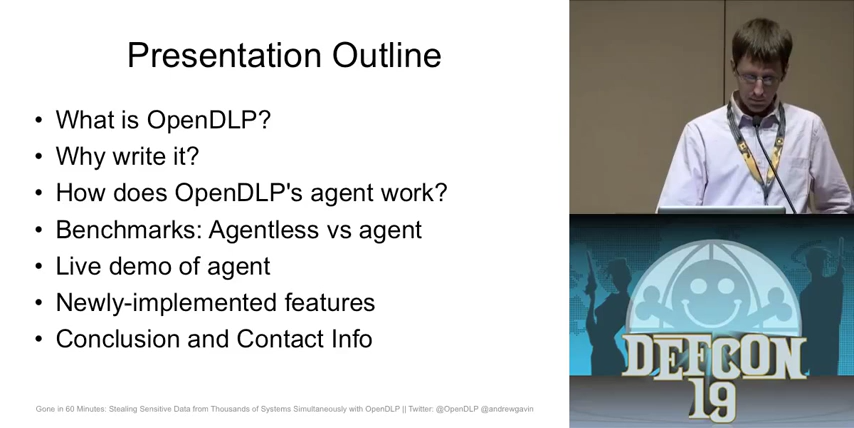 Presentation Outline
• What is OpenDLP?
• Why write it?
• How does OpenDLP's agent work?
• Benchmarks: Agentless vs agent
• Live demo of agent
• Newly-implemented features
• Conclusion and Contact Info
Gone in 60 Minutes: Stealing Sensitive Data from Thousands of Systems Simultaneously with OpenDLP || Twitter: @OpenDLP @andrewgavin
DEFCON
19